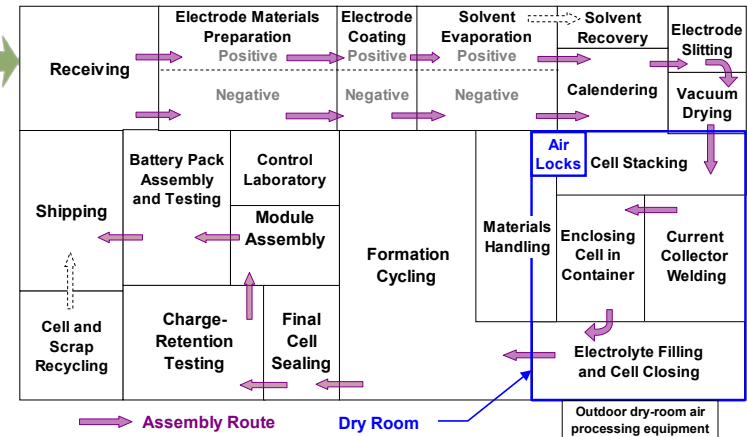 Receiving
Electrode Materials
Preparation
Positive
Negative
Electrode
Coating
Positive
Negative
Solvent
Evaporation
Positive
Negative
Solvent
Recovery
Calendering
Electrode
Slitting
Vacuum
Drying
Air
Locks
Cell Stacking
Shipping
Battery Pack
Assembly
and Testing
Control
Laboratory
Module
Assembly
Formation
Cycling
Materials
Handling
Enclosing
Cell in
Container
Current
Collector
Welding
Cell and
Scrap
Recycling
Charge-
Retention
Testing
Final
Cell
Sealing
Electrolyte Filling
and Cell Closing
Assembly Route
Dry Room
Outdoor dry-room air
processing equipment